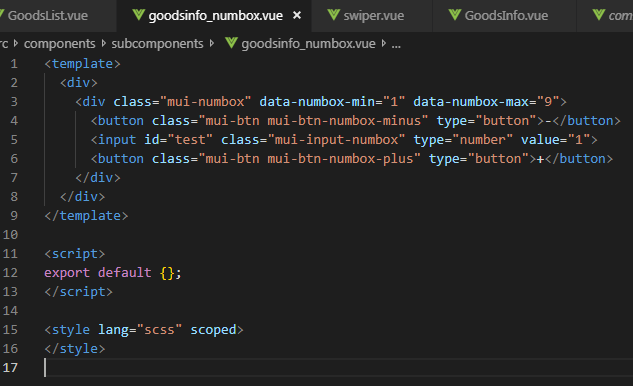 GoodsList.vue goodsinfo_numbox.vue × swiper.vue GoodsInfo.vue com
rc > components > subcomponents > goodsinfo_numbox.vue > ...
1 <template>
2 <div>
3 <div class="mui-numbox" data-numbox-min="1" data-numbox-max="9">
4 <button class="mui-btn mui-btn-numbox-minus" type="button">-</button>
5 <input id="test" class="mui-input-numbox" type="number" value="1">
6 <button class="mui-btn mui-btn-numbox-plus" type="button">+</button>
7 </div>
8 </div>
9 </template>
10
11 <script>
12 export default {};
13 </script>
14
15 <style lang="scss" scoped>
16 </style>
17